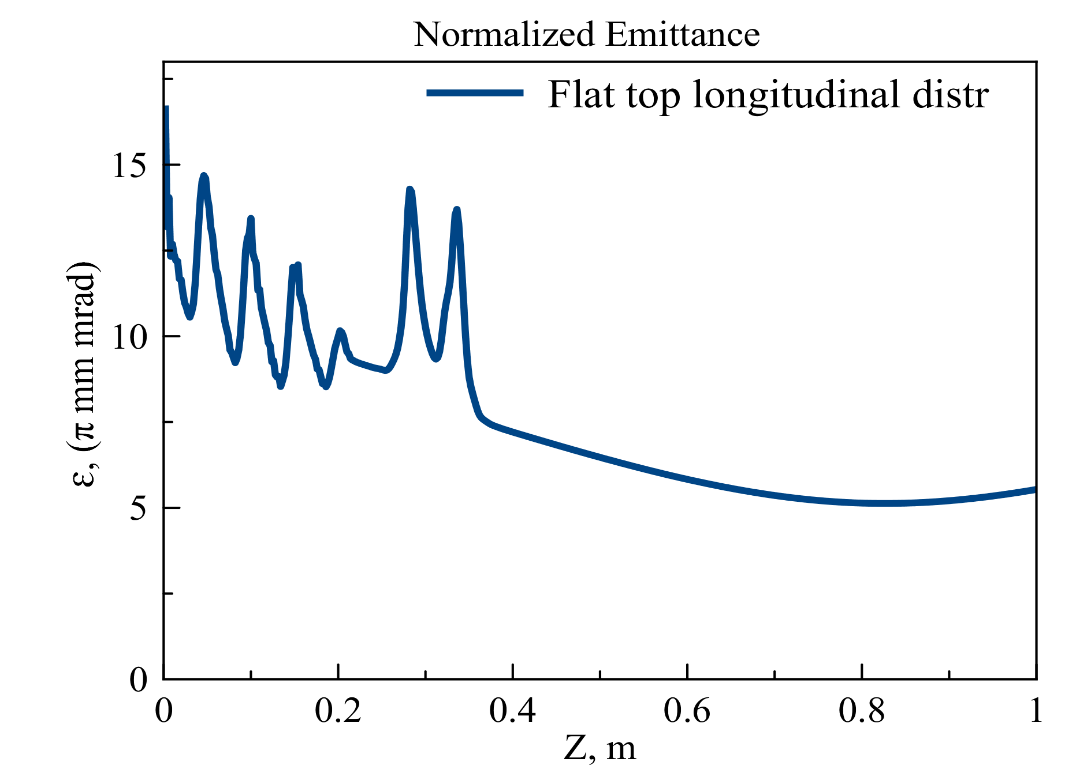 Normalized Emittance
Flat top longitudinal distr
15
10
5
0
ε, (π mm mrad)
0 0.2 0.4 0.6 0.8 1
Z, m